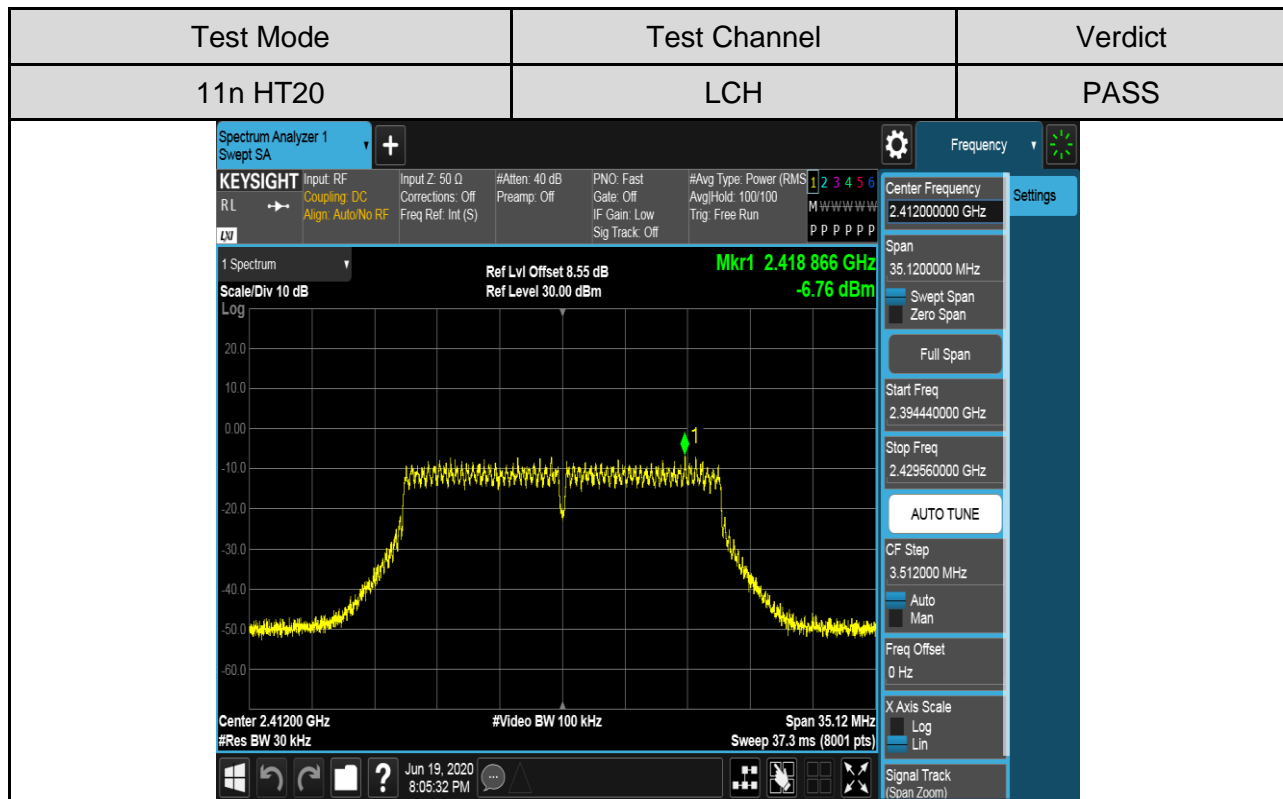 Test Mode Test Channel Verdict
11n HT20 LCH PASS
Spectrum Analyzer 1
Swept SA
+
Frequency
KEYSIGHT Input: RF Input Z: 50 Ω #Atten: 40 dB PNO: Fast #Avg Type: Power (RMS 1 2 3 4 5 6
RL Coupling: DC Corrections: Off Preamp: Off Gate: Off Avg|Hold: 100/100 M W W W W W
Align: Auto/No RF Freq Ref: Int (S) IF Gain: Low Trig: Free Run
LXI Sig Track: Off P P P P P P
1 Spectrum
Ref Lvl Offset 8.55 dB Mkr1 2.418 866 GHz
Scale/Div 10 dB Ref Level 30.00 dBm -6.76 dBm
Log
20.0
10.0
0.00
1
-10.0
-20.0
-30.0
-40.0
-50.0
-60.0
Center 2.41200 GHz #Video BW 100 kHz Span 35.12 MHz
#Res BW 30 kHz Sweep 37.3 ms (8001 pts)
? Jun 19, 2020
8:05:32 PM
Center Frequency
2.412000000 GHz
Settings
Span
35.1200000 MHz
Swept Span
Zero Span
Full Span
Start Freq
2.394440000 GHz
Stop Freq
2.429560000 GHz
AUTO TUNE
CF Step
3.512000 MHz
Auto
Man
Freq Offset
0 Hz
X Axis Scale
Log
Lin
Signal Track
(Span Zoom)